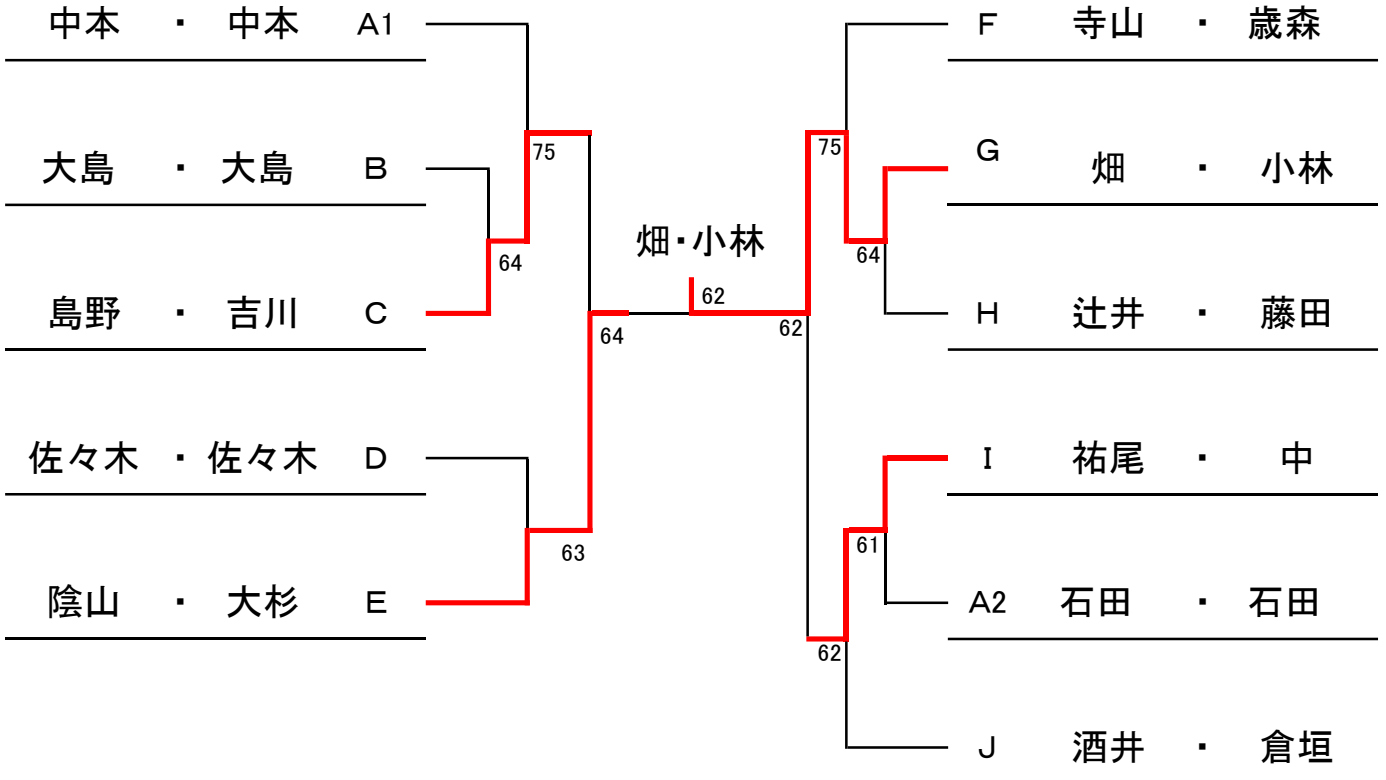 中本 ・ 中本 A1
F 寺山 ・ 歳森
75
75
大島 ・ 大島 B
G 畑 ・ 小林
畑・小林
64
64
島野 ・ 吉川 C
62
62
64
H 辻井 ・ 藤田
佐々木 ・ 佐々木 D
I 祐尾 ・ 中
63
61
陰山 ・ 大杉 E
A2 石田 ・ 石田
62
J 酒井 ・ 倉垣